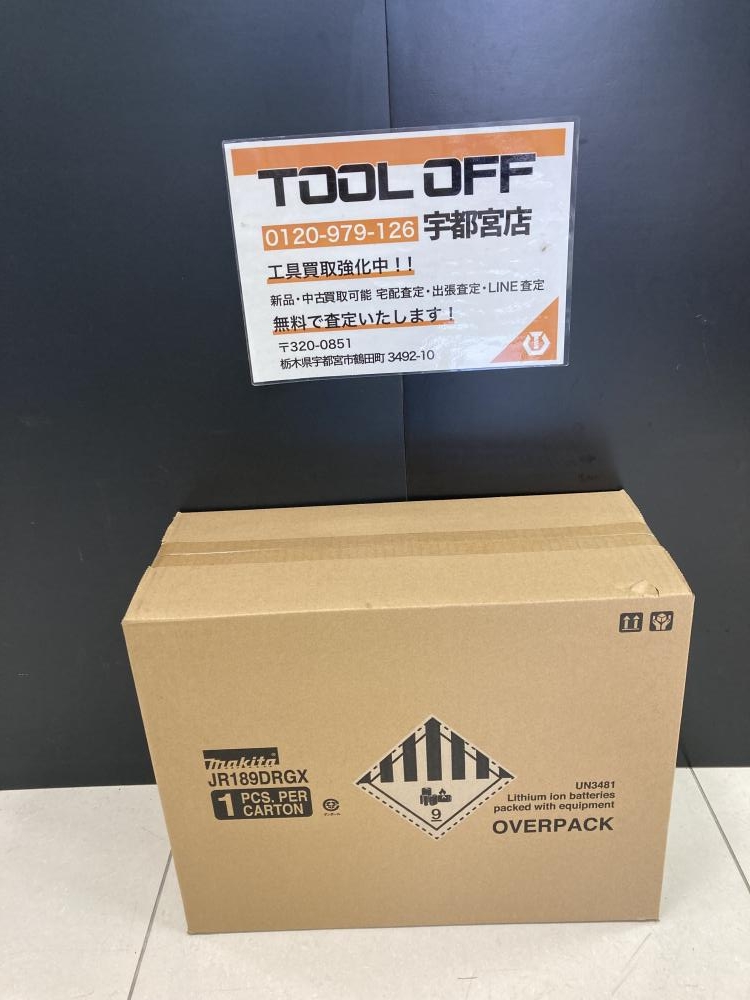 TOOL OFF
0120-979-126 宇都宮店
工具買取強化中！！
新品・中古買取可能 宅配査定・出張査定・LINE査定
無料で査定いたします！
〒320-0851
栃木県宇都宮市鶴田町 3492-10
makita
JR189DRGX
1 PCS. PER
CARTON
9
UN3481
Lithium ion batteries
packed with equipment
OVERPACK